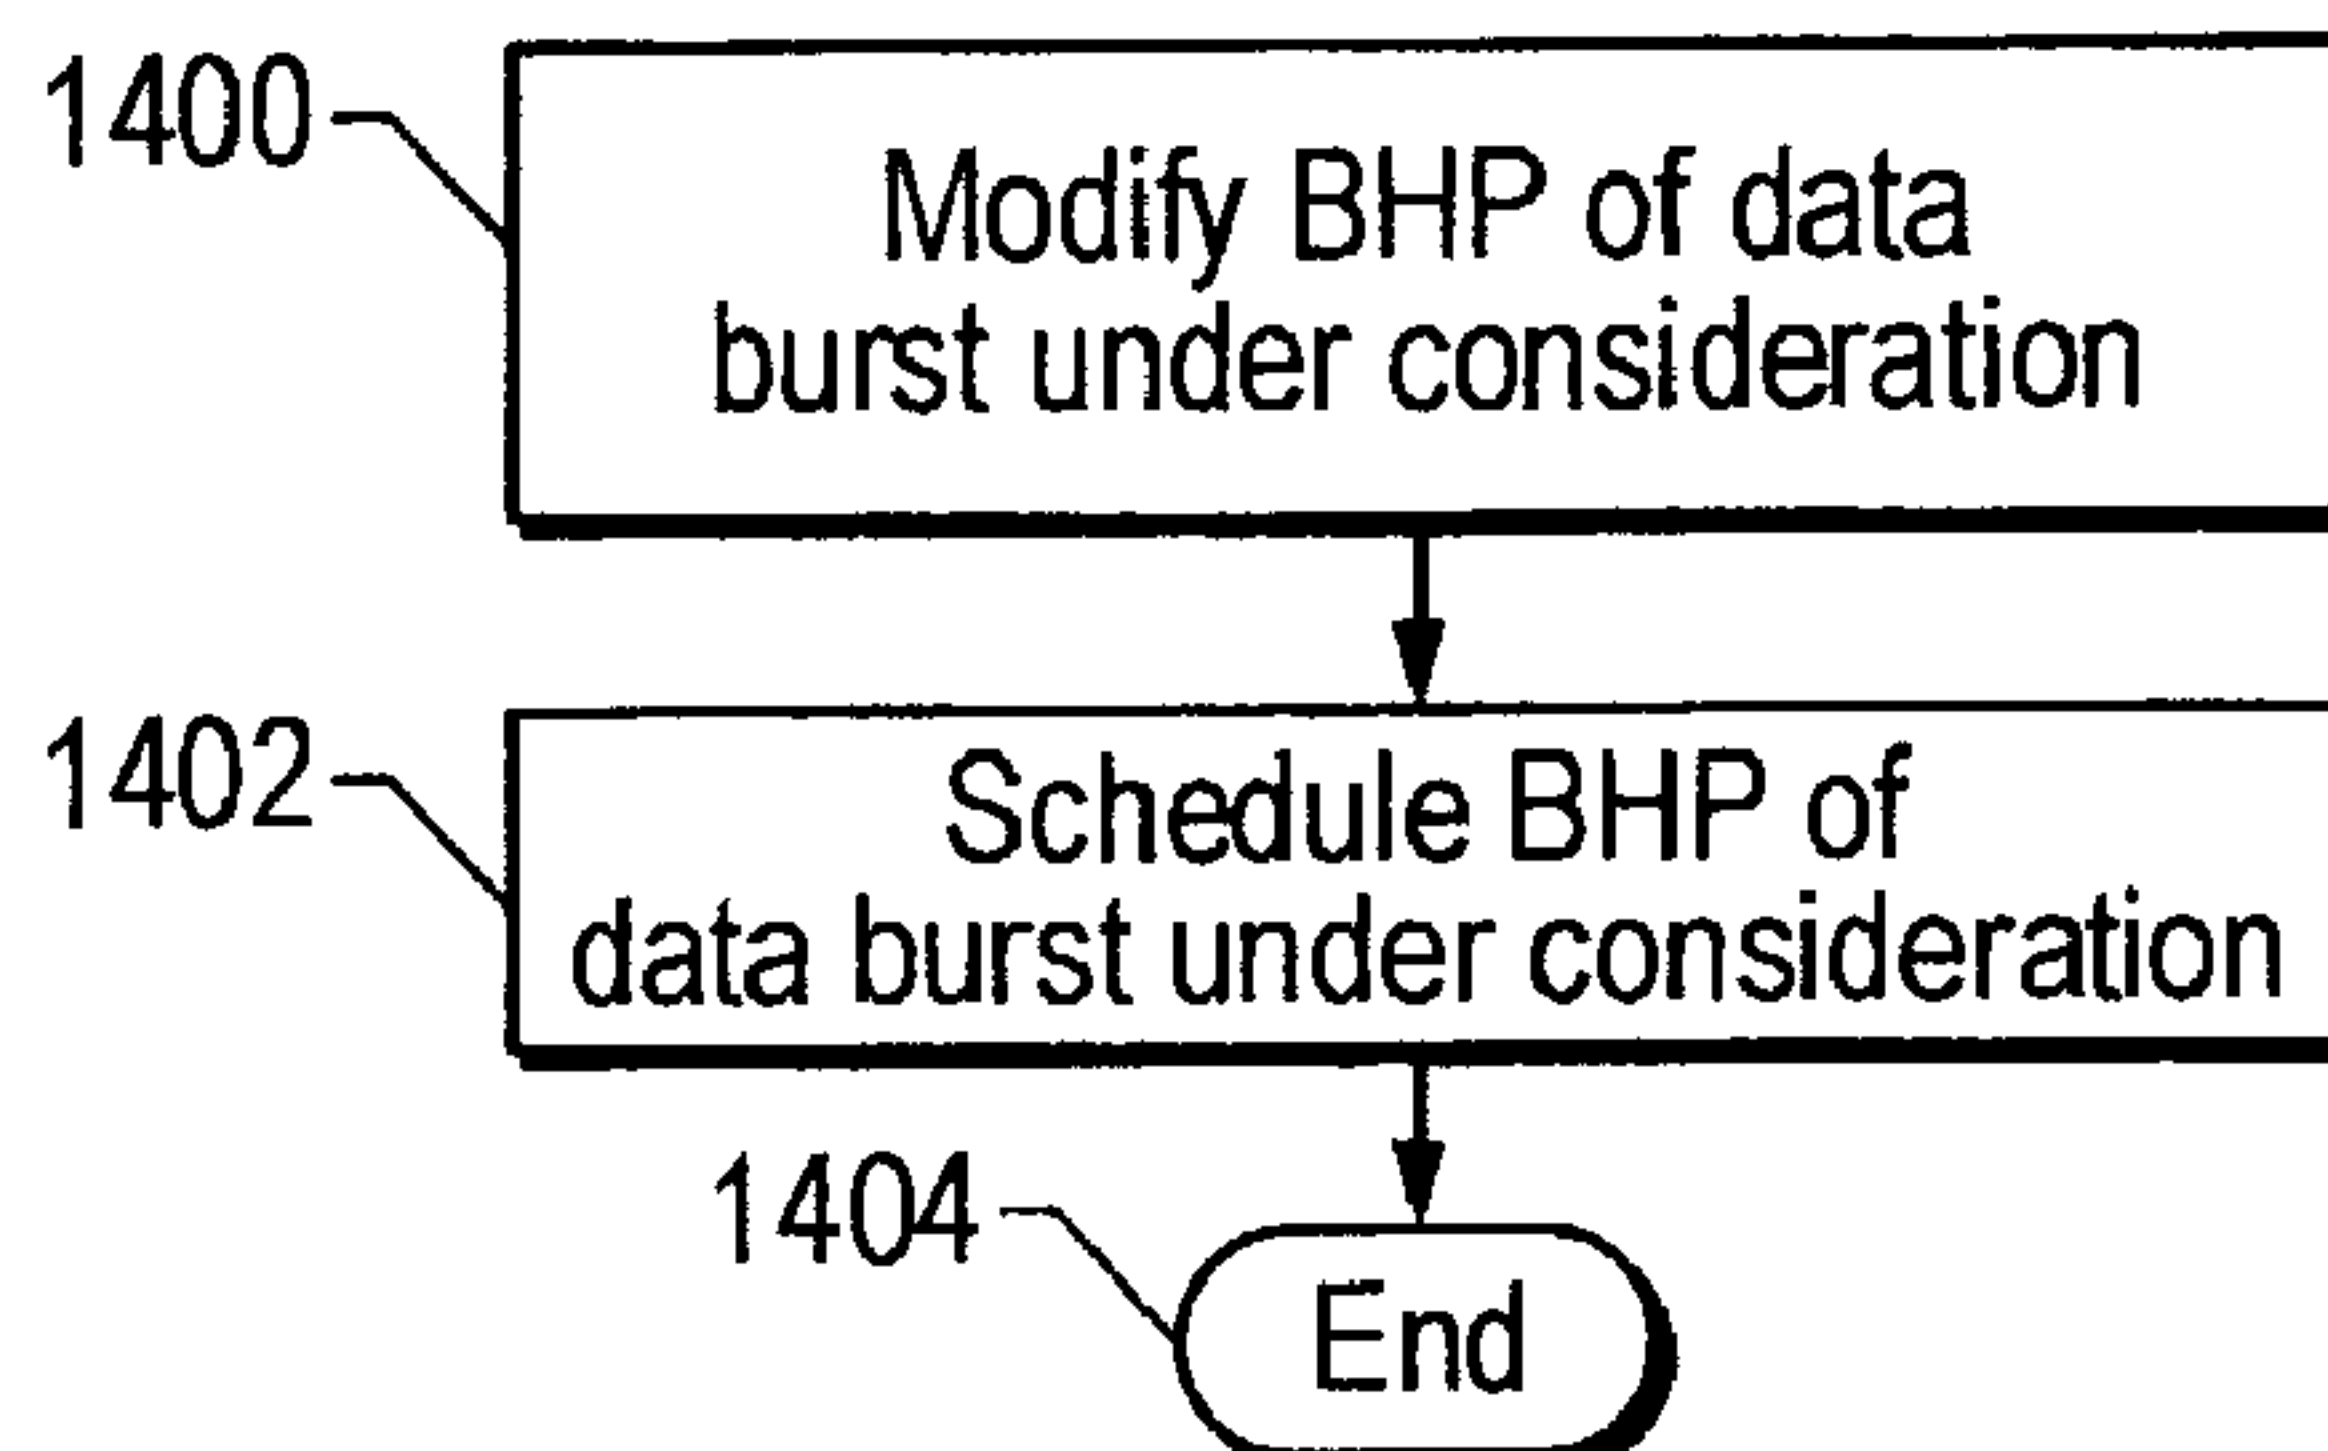 1400
Modify BHP of data
burst under consideration
1402
Schedule BHP of
data burst under consideration
1404
End